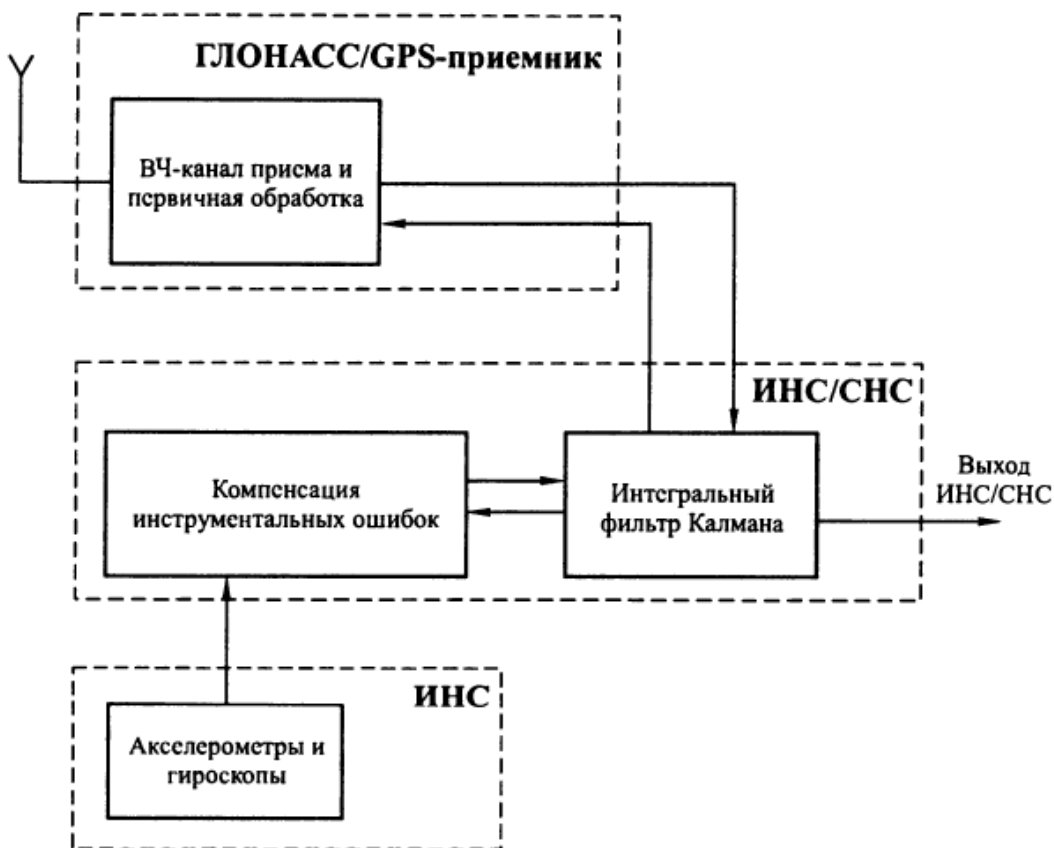 ГЛОНАСС/GPS-приемник
ВЧ-канал приема и
первичная обработка
ИНС/СНС
Компенсация
инструментальных ошибок
Интегральный
фильтр Калмана
Выход
ИНС/СНС
ИНС
Акселерометры и
гироскопы